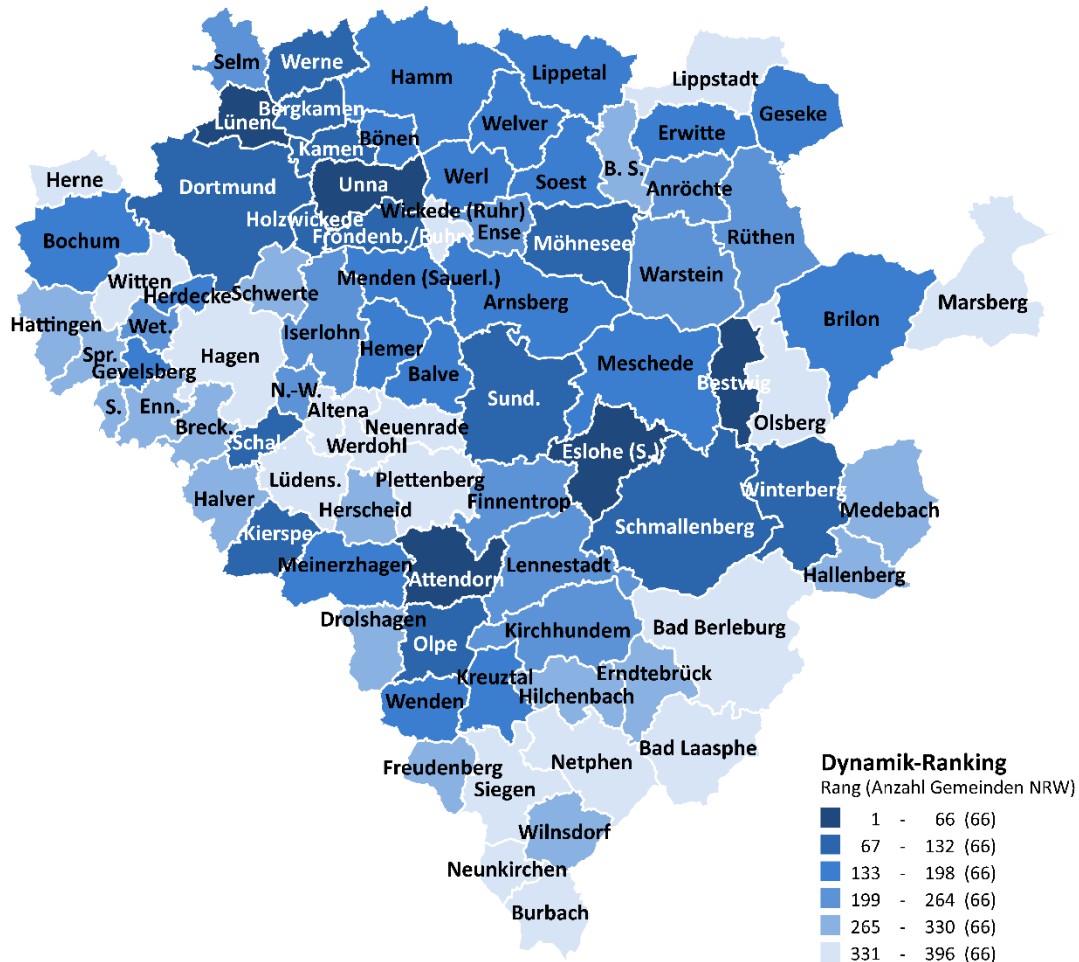 Selm
Werne
Hamm
Lippetal
Lippstadt
Geseke
Bergkamen
Lünen
Bönen
Welver
Erwitte
Kamen
Herne
Dortmund
Unna
Werl
Soest
B. S.
Anröchte
Holzwickede
Wickede (Ruhr)
Fröndenb./Ruhr
Ense
Möhnesee
Rüthen
Bochum
Witten
Herdecke
Schwerte
Menden (Sauerl.)
Arnsberg
Warstein
Marsberg
Hattingen
Wet.
Iserlohn
Brilon
Spr.
Gevelsberg
Hagen
Hemer
Balve
Meschede
Bestwig
S.
Enn.
Breck.
N.-W.
Altena
Neuenrade
Sund.
Olsberg
Schal.
Werdohl
Eslohe (S.)
Halver
Lüdens.
Plettenberg
Herscheid
Finnentrop
Schmallenberg
Winterberg
Medebach
Kierspe
Meinerzhagen
Attendorn
Lennestadt
Hallenberg
Drolshagen
Olpe
Kirchhundem
Bad Berleburg
Kreuztal
Hilchenbach
Erndtebrück
Wenden
Freudenberg
Siegen
Netphen
Bad Laasphe
Wilnsdorf
Neunkirchen
Burbach
Dynamik-Ranking
Rang (Anzahl Gemeinden NRW)
1 - 66 (66)
67 - 132 (66)
133 - 198 (66)
199 - 264 (66)
265 - 330 (66)
331 - 396 (66)